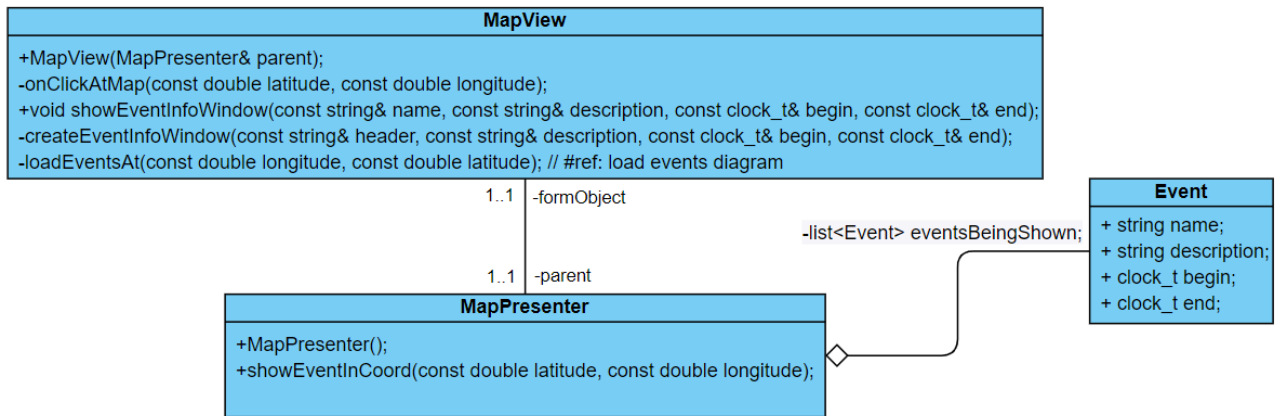 MapView
+MapView(MapPresenter& parent);
-onClickAtMap(const double latitude, const double longitude);
+void showEventInfoWindow(const string& name, const string& description, const clock_t& begin, const clock_t& end);
-createEventInfoWindow(const string& header, const string& description, const clock_t& begin, const clock_t& end);
-loadEventsAt(const double longitude, const double latitude); // #ref: load events diagram
1..1 -formObject
Event
+ string name;
+ string description;
+ clock_t begin;
+ clock_t end;
-list<Event> eventsBeingShown;
1..1 -parent
MapPresenter
+MapPresenter();
+showEventInCoord(const double latitude, const double longitude);